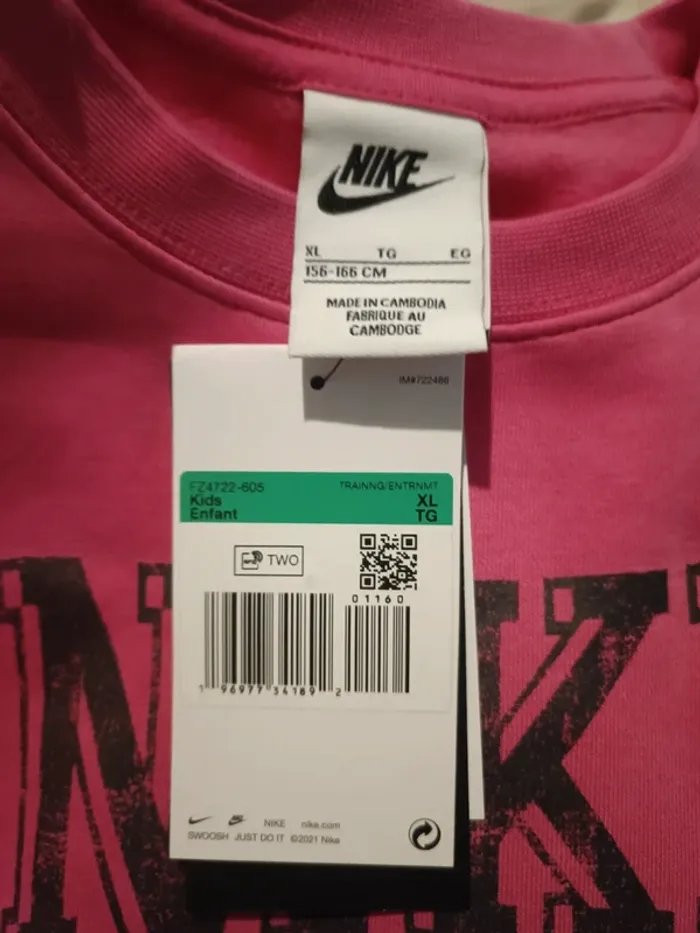 NIKE
XL TG EG
156-166 CM
MADE IN CAMBODIA
FABRIQUE AU
CAMBODGE
IM#722486
FZ4722-605 TRAINNG/ENTRNMT
Kids XL
Enfant TG
TWO
01160
1 96977 34189 2
NIKE nike.com
SWOOSH JUST DO IT ©2021 Nike
N K